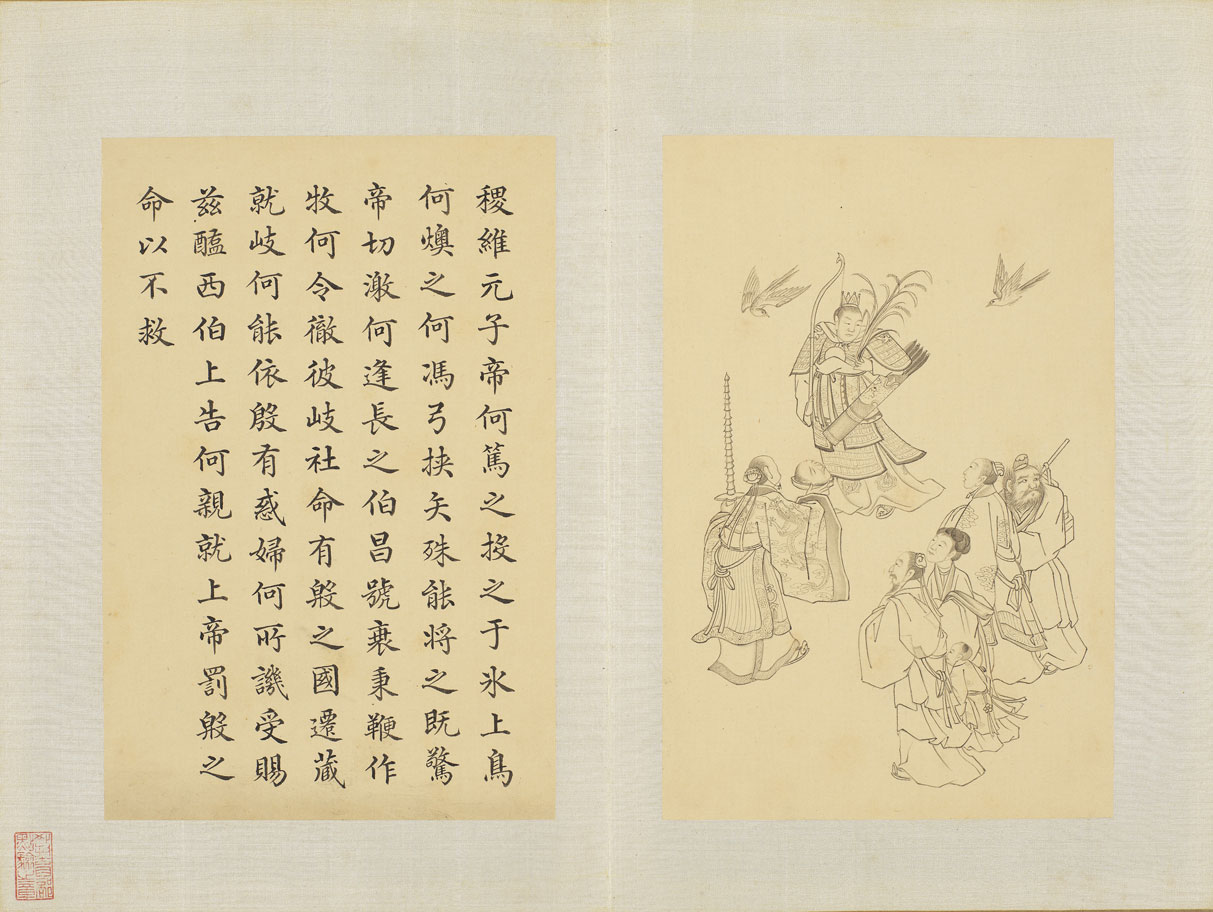 稷維元子帝何篤之投之于氷上鳥
何燠之何馮弓挟矢殊能将之既驚
帝切激何逢長之伯昌號衰秉鞭作
牧何令徹彼岐社命有殷之國遷藏
就岐何能依殷有惑婦何所譏受賜
兹醢西伯上告何親就上帝罰殷之
命以不救